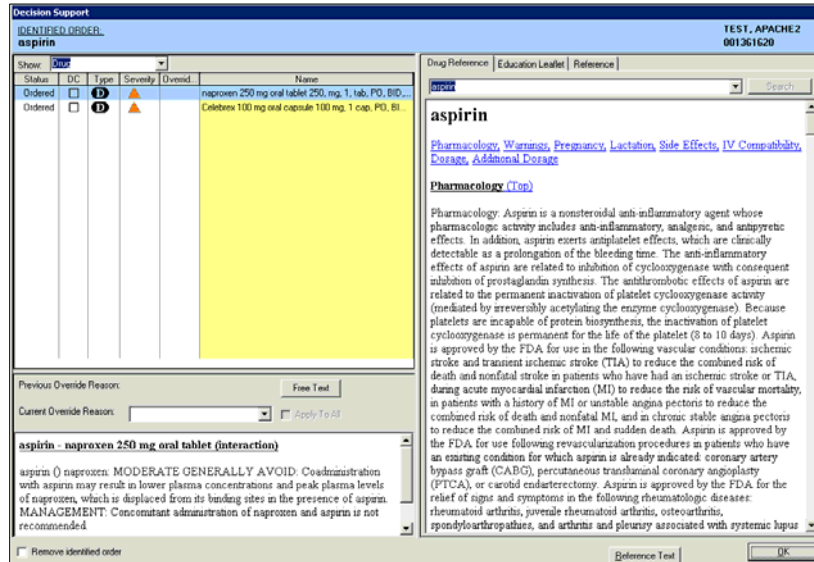 Decision Support
IDENTIFIED ORDER:
aspirin
TEST, APACHE2
001361620
Show: Drug
Status DC Type Severity Overrid... Name
Ordered D naproxen 250 mg oral tablet 250, mg, 1, tab, PO, BID,...
Ordered D Celebrex 100 mg oral capsule 100 mg, 1 cap, PO, BI...
Previous Override Reason:
Free Text
Current Override Reason:
Apply To All
aspirin - naproxen 250 mg oral tablet (interaction)
aspirin () naproxen: MODERATE GENERALLY AVOID: Coadministration
with aspirin may result in lower plasma concentrations and peak plasma levels
of naproxen, which is displaced from its binding sites in the presence of aspirin.
MANAGEMENT: Concomitant administration of naproxen and aspirin is not
recommended
Remove identified order
Drug Reference Education Leaflet Reference
aspirin
Search
aspirin
Pharmacology, Warnings, Pregnancy, Lactation, Side Effects, IV Compatibility,
Dosage, Additional Dosage
Pharmacology (Top)
Pharmacology: Aspirin is a nonsteroidal anti-inflammatory agent whose
pharmacologic activity includes anti-inflammatory, analgesic, and antipyretic
effects. In addition, aspirin exerts antiplatelet effects, which are clinically
detectable as a prolongation of the bleeding time. The anti-inflammatory
effects of aspirin are related to inhibition of cyclooxygenase with consequent
inhibition of prostaglandin synthesis. The antithrombotic effects of aspirin are
related to the permanent inactivation of platelet cyclooxygenase activity
(mediated by irreversibly acetylating the enzyme cyclooxygenase). Because
platelets are incapable of protein biosynthesis, the inactivation of platelet
cyclooxygenase is permanent for the life of the platelet (8 to 10 days). Aspirin
is approved by the FDA for use in the following vascular conditions: ischemic
stroke and transient ischemic stroke (TIA) to reduce the combined risk of
death and nonfatal stroke in patients who have had an ischemic stroke or TIA,
during acute myocardial infarction (MI) to reduce the risk of vascular mortality,
in patients with a history of MI or unstable angina pectoris to reduce the
combined risk of death and nonfatal MI, and in chronic stable angina pectoris
to reduce the combined risk of MI and sudden death. Aspirin is approved by
the FDA for use following revascularization procedures in patients who have
an existing condition for which aspirin is already indicated: coronary artery
bypass graft (CABG), percutaneous transluminal coronary angioplasty
(PTCA), or carotid endarterectomy. Aspirin is approved by the FDA for the
relief of signs and symptoms in the following rheumatologic diseases:
rheumatoid arthritis, juvenile rheumatoid arthritis, osteoarthritis,
spondyloarthropathies, and arthritis and pleurisy associated with systemic lupus
Reference Text
OK